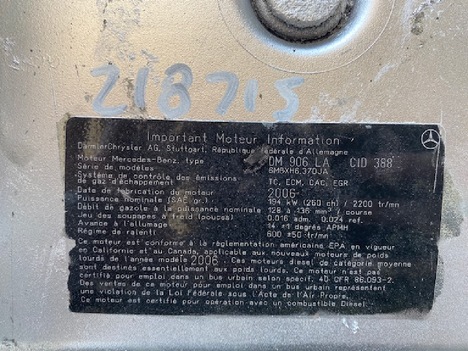 218715
Important Moteur Information
DaimlerChrysler AG, Stuttgart, République fédérale d'Allemagne
Moteur Mercedes-Benz, type DM 906 LA CID 388
Série de modèles 6MBXH6.370JA
Système de contrôle des émissions
de gaz d'échappement TC, ECM, CAC, EGR
Date de fabrication du moteur 2006
Puissance nominale (SAE gr.) 194 kW (260 ch) / 2200 tr/mn
Débit de gazole à la puissance nominale 128 ± mm³ / course
Jeu des soupapes à froid (pouces) 0.016 adm. 0.024 ref.
Avance à l'allumage 14 ±1 degrés APMH
Régime de ralenti 600 ±50 tr/mn
Ce moteur est conforme à la réglementation américaine EPA en vigueur
en Californie et au Canada, applicable aux nouveaux moteurs de poids
lourds de l'année modèle 2006 Ces moteurs diesel de catégorie moyenne
sont destinés essentiellement aux poids lourds. Ce moteur n'est pas
certifié pour emploi dans un bus urbain selon spécif. 40 CFR 86.093-2
Des ventes de ce moteur pour emploi dans un bus urbain représentent
une violation de la Loi Fédérale sous l'Acte de l'Air Propre.
Ce moteur est certifié pour opération avec un combustible Diesel.